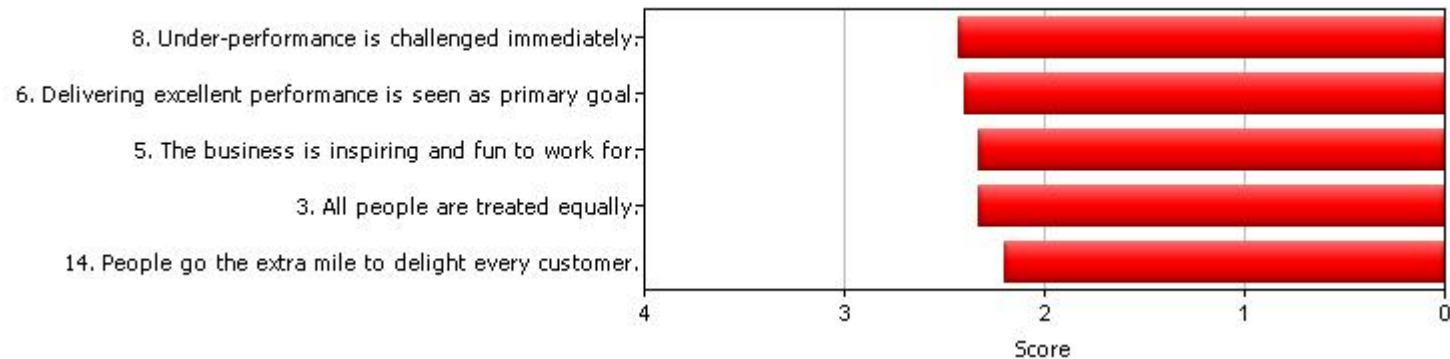 8. Under-performance is challenged immediately.
6. Delivering excellent performance is seen as primary goal.
5. The business is inspiring and fun to work for.
3. All people are treated equally.
14. People go the extra mile to delight every customer.
4 3 2 1 0
Score